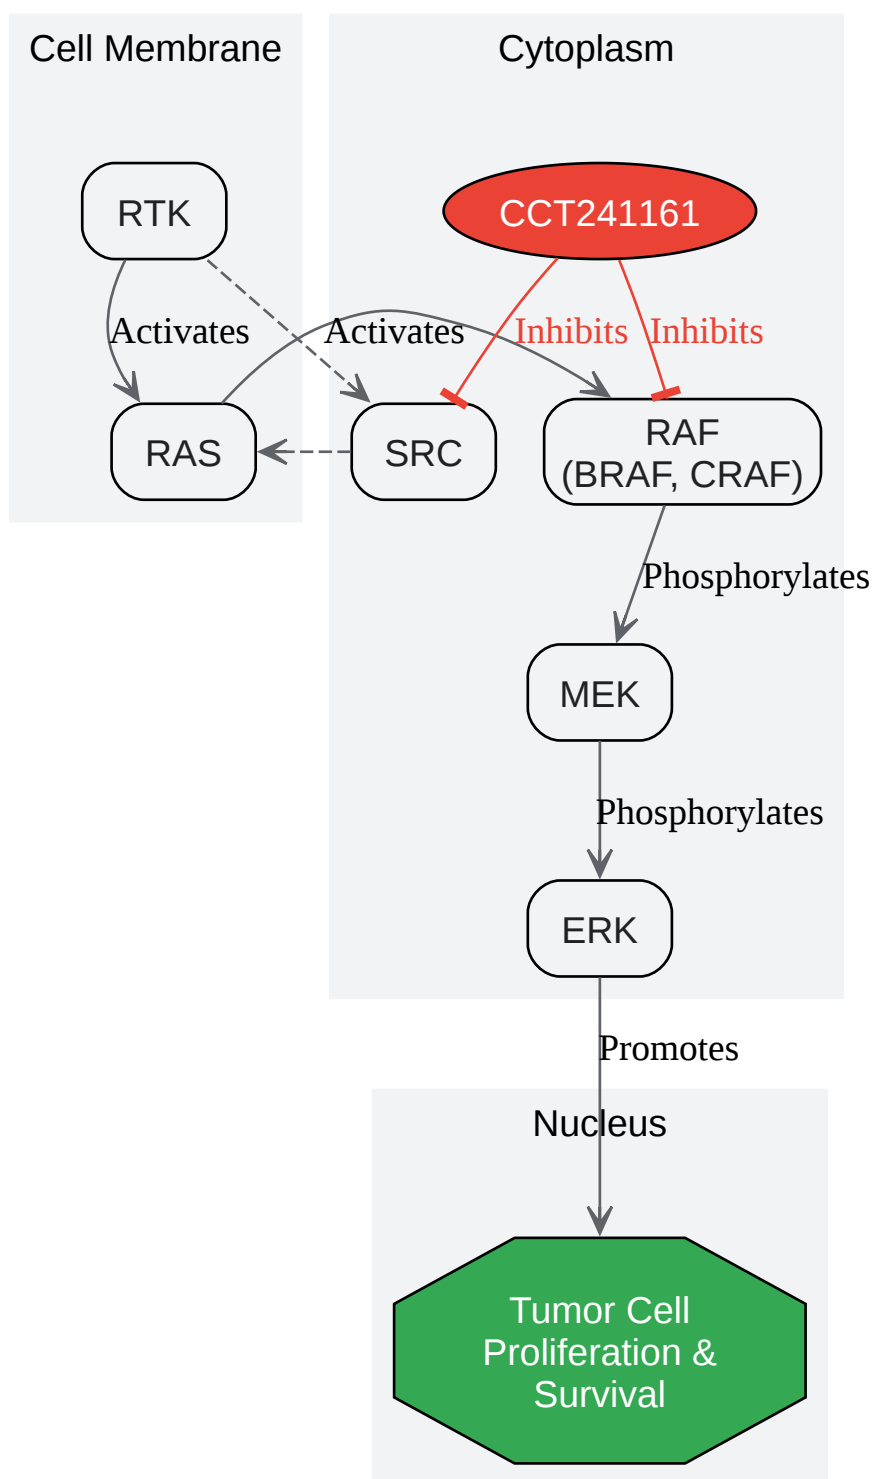 Cell Membrane
Cytoplasm
RTK
CCT241161
Activates
Activates
Inhibits
Inhibits
RAS
SRC
RAF
(BRAF, CRAF)
Phosphorylates
MEK
Phosphorylates
ERK
Promotes
Nucleus
Tumor Cell
Proliferation &
Survival